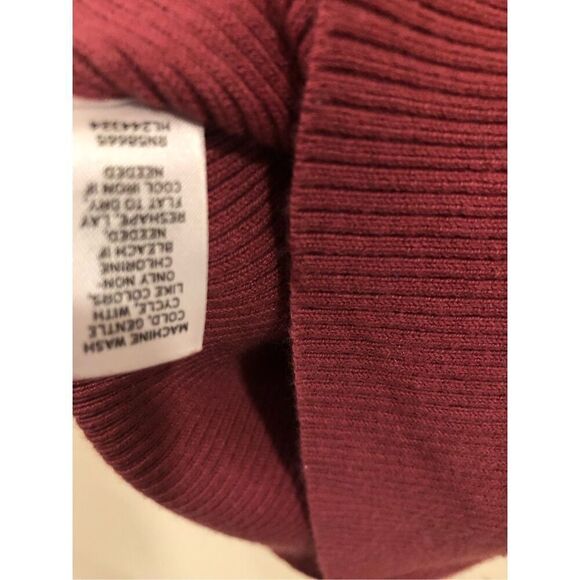 MACHINE WASH
COLD, GENTLE
CYCLE, WITH
LIKE COLORS,
ONLY NON-
CHLORINE
BLEACH IF
NEEDED,
RESHAPE, LAY
FLAT TO DRY,
COOL IRON IF
NEEDED
RN58665
HL244324